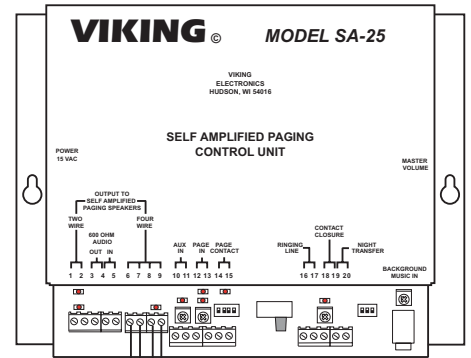 VIKING © MODEL SA-25
VIKING
ELECTRONICS
HUDSON, WI 54016
SELF AMPLIFIED PAGING
CONTROL UNIT
POWER
15 VAC
MASTER
VOLUME
OUTPUT TO
SELF AMPLIFIED
PAGING SPEAKERS
TWO
WIRE
FOUR
WIRE
600 OHM
AUDIO
OUT IN
AUX
IN
PAGE
IN
PAGE
CONTACT
RINGING
LINE
CONTACT
CLOSURE
NIGHT
TRANSFER
BACKGROUND
MUSIC IN
1 2 3 4 5 6 7 8 9 10 11 12 13 14 15 16 17 18 19 20